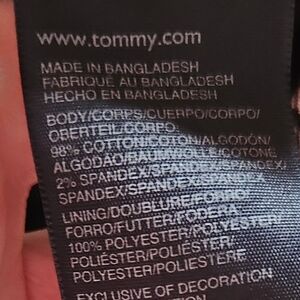 www.tommy.com
MADE IN BANGLADESH
FABRIQUÉ AU BANGLADESH
HECHO EN BANGLADESH
BODY/CORPS/CUERPO/CORPO/
OBERTEIL/CORPO:
98% COTTON/COTON/ALGODÓN/
ALGODÃO/BAUMWOLLE/COTONE
2% SPANDEX/SPANDEX/SPANDEX/
SPANDEX/SPANDEX/SPANDEX
LINING/DOUBLURE/FORRO/
FORRO/FUTTER/FODERA
100% POLYESTER/POLYESTER/
POLIÉSTER/POLIÉSTER/
POLYESTER/POLIESTERE
EXCLUSIVE OF DECORATION